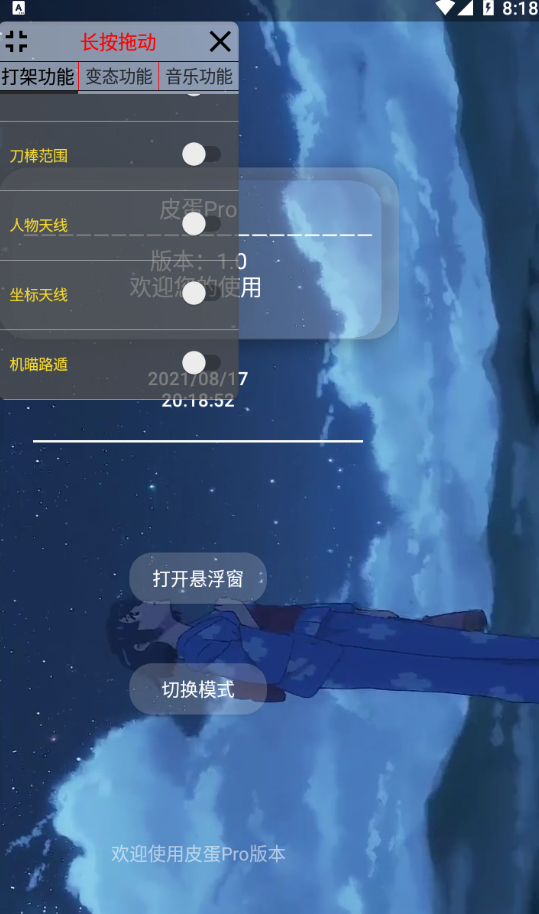 8:18
长按拖动
打架功能 变态功能 音乐功能
刀棒范围
人物天线
坐标天线
机瞄路遁
皮蛋Pro
版本：1.0
欢迎您的使用
2021/08/17
20:18:52
打开悬浮窗
切换模式
欢迎使用皮蛋Pro版本